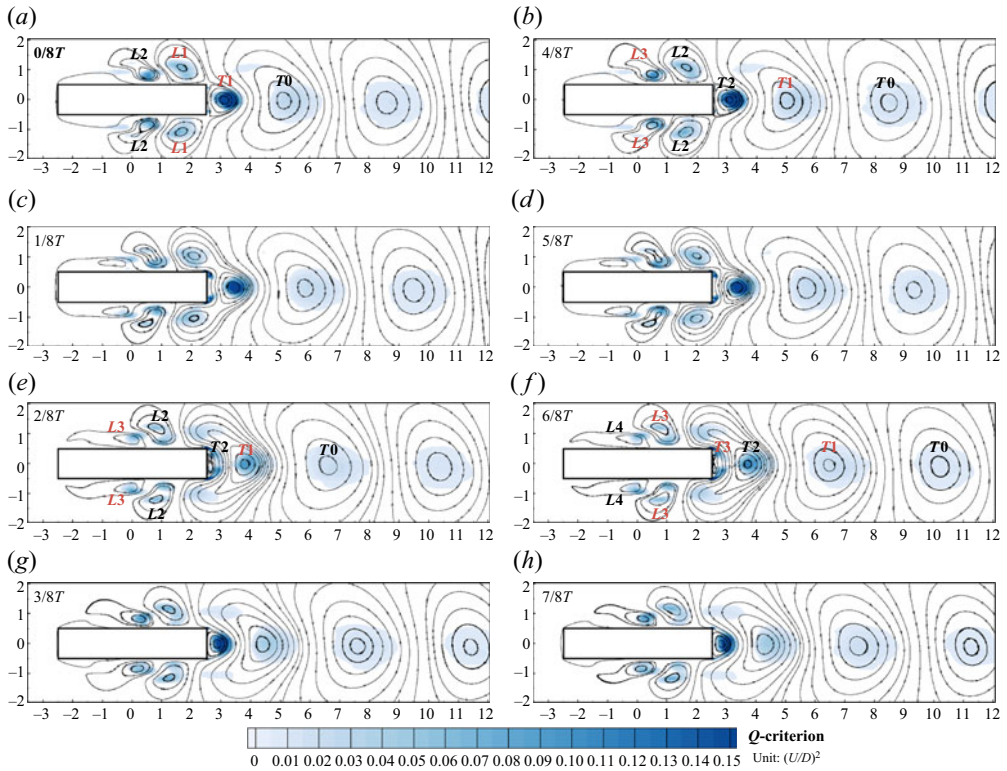 (a) (b)
2 0/8T L2 L1 T1 T0 2 4/8T L3 L2 T2 T1 T0
1 1
0 0
–1 L2 L1 –1 L3 L2
–2 –2
–3 –2 –1 0 1 2 3 4 5 6 7 8 9 10 11 12 –3 –2 –1 0 1 2 3 4 5 6 7 8 9 10 11 12
(c) (d)
2 1/8T 2 5/8T
1 1
0 0
–1 –1
–2 –2
–3 –2 –1 0 1 2 3 4 5 6 7 8 9 10 11 12 –3 –2 –1 0 1 2 3 4 5 6 7 8 9 10 11 12
(e) (f)
2 2/8T L3 L2 T2 T1 T0 2 6/8T L4 L3 T3 T2 T1 T0
1 1
0 0
–1 L3 L2 –1 L4 L3
–2 –2
–3 –2 –1 0 1 2 3 4 5 6 7 8 9 10 11 12 –3 –2 –1 0 1 2 3 4 5 6 7 8 9 10 11 12
(g) (h)
2 3/8T 2 7/8T
1 1
0 0
–1 –1
–2 –2
–3 –2 –1 0 1 2 3 4 5 6 7 8 9 10 11 12 –3 –2 –1 0 1 2 3 4 5 6 7 8 9 10 11 12
Q-criterion
0 0.01 0.02 0.03 0.04 0.05 0.06 0.07 0.08 0.09 0.10 0.11 0.12 0.13 0.14 0.15 Unit: (U/D)²